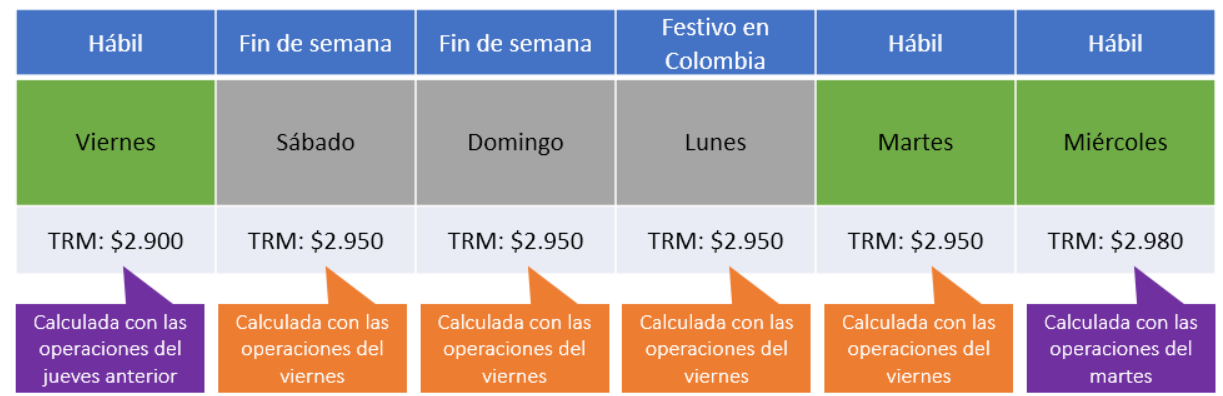 Hábil
Fin de semana
Fin de semana
Festivo en
Colombia
Hábil
Hábil
Viernes
Sábado
Domingo
Lunes
Martes
Miércoles
TRM: $2.900
TRM: $2.950
TRM: $2.950
TRM: $2.950
TRM: $2.950
TRM: $2.980
Calculada con las
operaciones del
jueves anterior
Calculada con las
operaciones del
viernes
Calculada con las
operaciones del
viernes
Calculada con las
operaciones del
viernes
Calculada con las
operaciones del
viernes
Calculada con las
operaciones del
martes